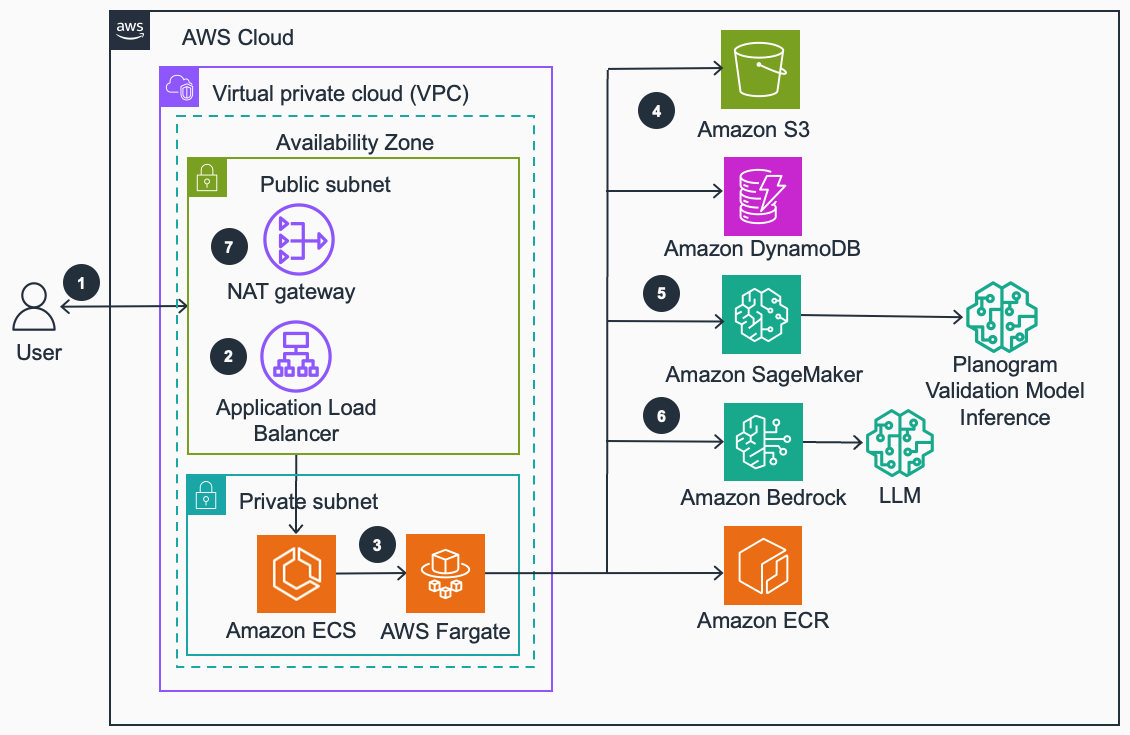 aws
AWS Cloud
Virtual private cloud (VPC)
Availability Zone
Public subnet
7
NAT gateway
1
User
2
Application Load
Balancer
Private subnet
3
Amazon ECS
AWS Fargate
4
Amazon S3
Amazon DynamoDB
5
Amazon SageMaker
Planogram
Validation Model
Inference
6
Amazon Bedrock
LLM
Amazon ECR